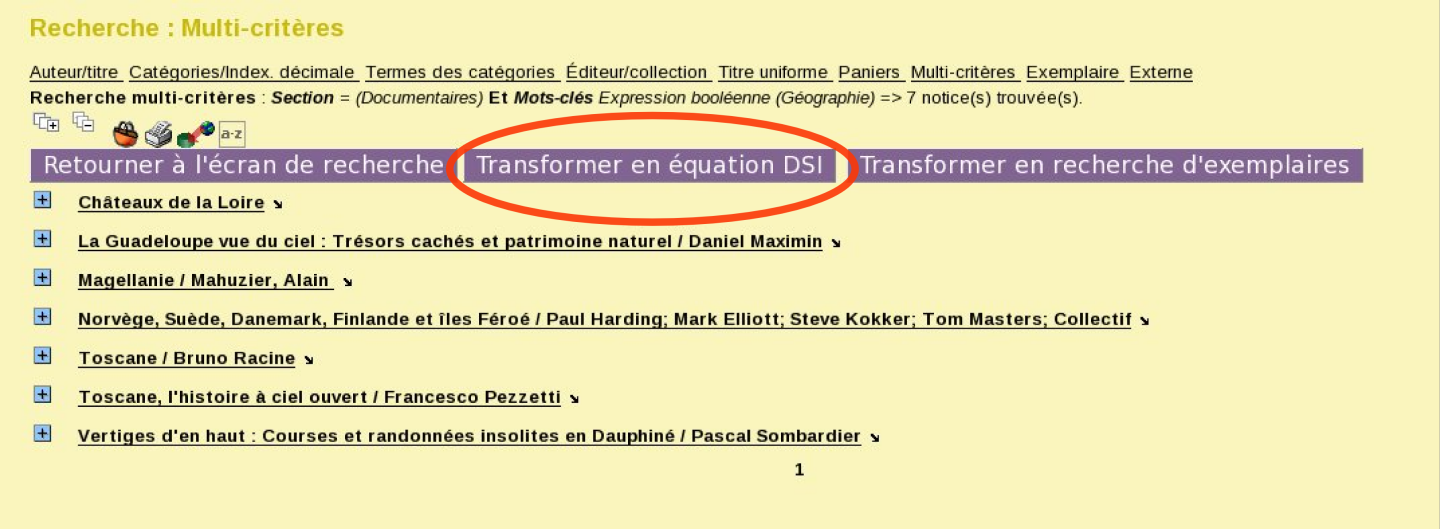 Recherche : Multi-critères
Auteur/titre Catégories/Index. décimale Termes des catégories Éditeur/collection Titre uniforme Paniers Multi-critères Exemplaire Externe
Recherche multi-critères : Section = (Documentaires) Et Mots-clés Expression booléenne (Géographie) => 7 notice(s) trouvée(s).
a-z
Retourner à l'écran de recherche Transformer en équation DSI Transformer en recherche d'exemplaires
Châteaux de la Loire
La Guadeloupe vue du ciel : Trésors cachés et patrimoine naturel / Daniel Maximin
Magellanie / Mahuzier, Alain
Norvège, Suède, Danemark, Finlande et îles Féroé / Paul Harding; Mark Elliott; Steve Kokker; Tom Masters; Collectif
Toscane / Bruno Racine
Toscane, l'histoire à ciel ouvert / Francesco Pezzetti
Vertiges d'en haut : Courses et randonnées insolites en Dauphiné / Pascal Sombardier
1